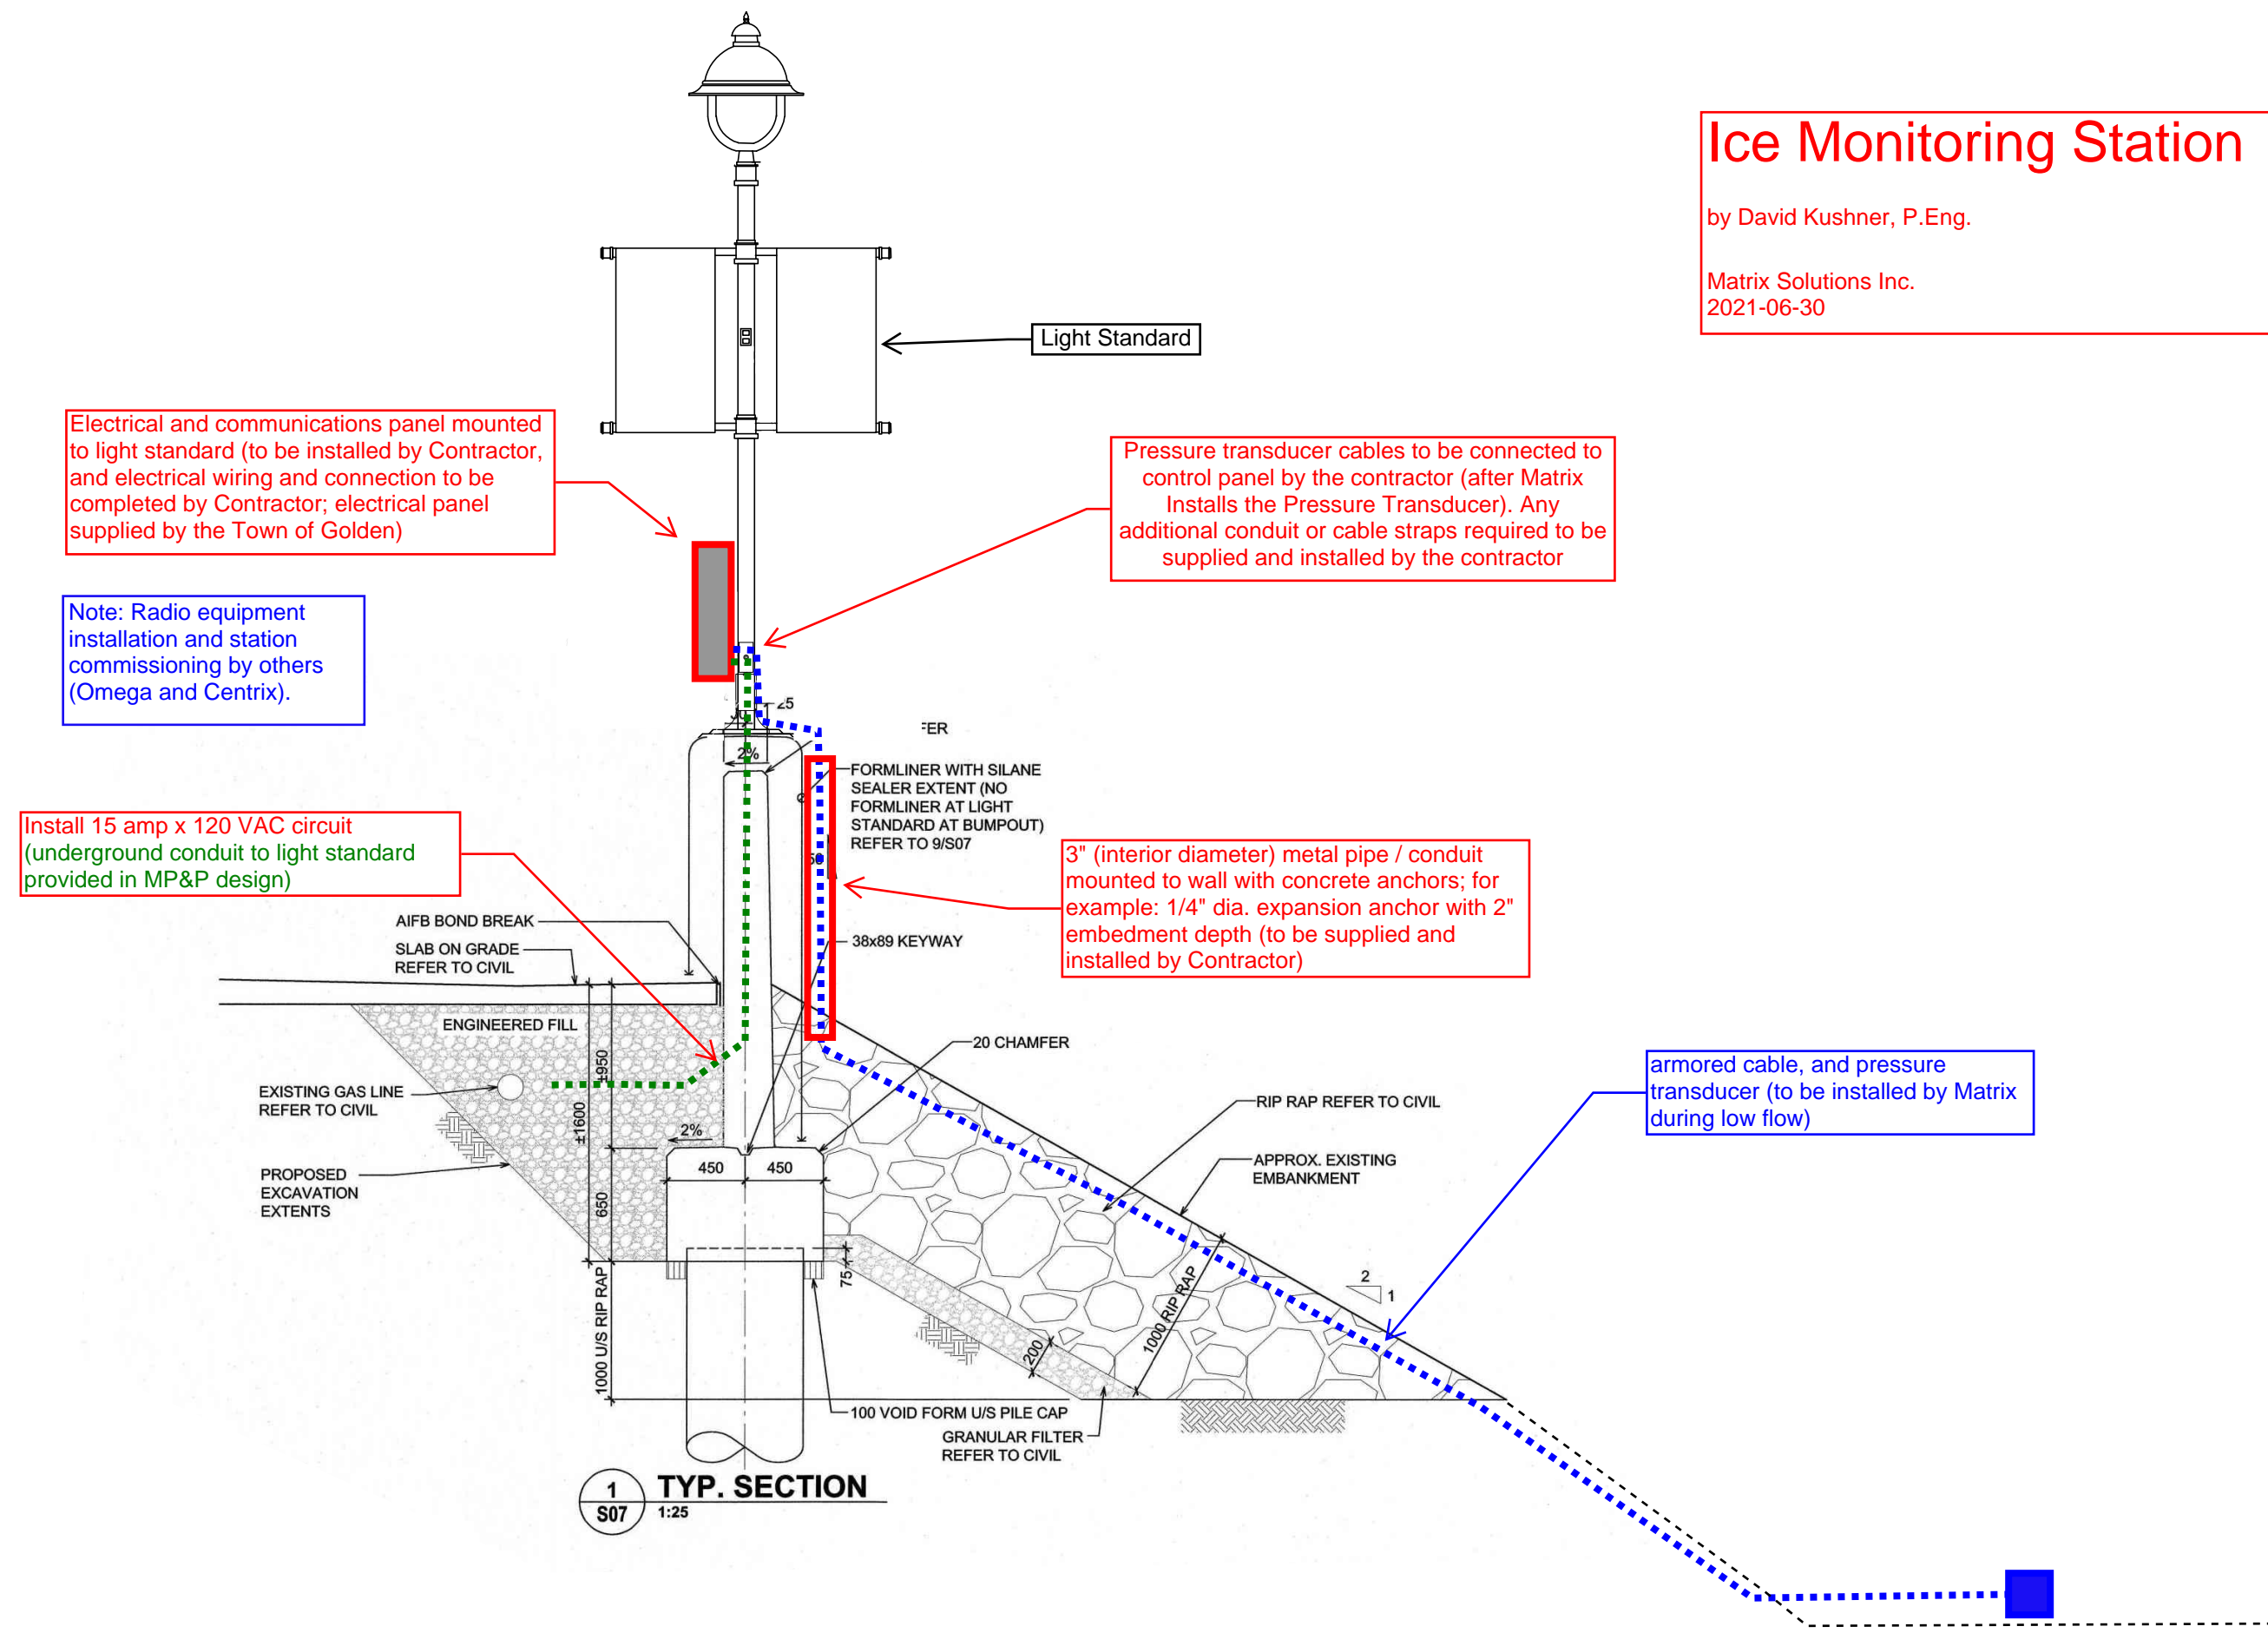 Ice Monitoring Station
by David Kushner, P.Eng.
Matrix Solutions Inc.
2021-06-30
Light Standard
Electrical and communications panel mounted
to light standard (to be installed by Contractor,
and electrical wiring and connection to be
completed by Contractor; electrical panel
supplied by the Town of Golden)
Pressure transducer cables to be connected to
control panel by the contractor (after Matrix
Installs the Pressure Transducer). Any
additional conduit or cable straps required to be
supplied and installed by the contractor
Note: Radio equipment
installation and station
commissioning by others
(Omega and Centrix).
25
FER
2%
FORMLINER WITH SILANE
SEALER EXTENT (NO
FORMLINER AT LIGHT
STANDARD AT BUMPOUT)
REFER TO 9/S07
Install 15 amp x 120 VAC circuit
(underground conduit to light standard
provided in MP&P design)
3" (interior diameter) metal pipe / conduit
mounted to wall with concrete anchors; for
example: 1/4" dia. expansion anchor with 2"
embedment depth (to be supplied and
installed by Contractor)
AIFB BOND BREAK
SLAB ON GRADE
REFER TO CIVIL
38x89 KEYWAY
ENGINEERED FILL
20 CHAMFER
±950
EXISTING GAS LINE
REFER TO CIVIL
±1600
armored cable, and pressure
transducer (to be installed by Matrix
during low flow)
RIP RAP REFER TO CIVIL
2%
450
450
APPROX. EXISTING
EMBANKMENT
PROPOSED
EXCAVATION
EXTENTS
650
75
1000 U/S RIP RAP
1000 RIP RAP
2
1
200
100 VOID FORM U/S PILE CAP
GRANULAR FILTER
REFER TO CIVIL
1
S07
TYP. SECTION
1:25